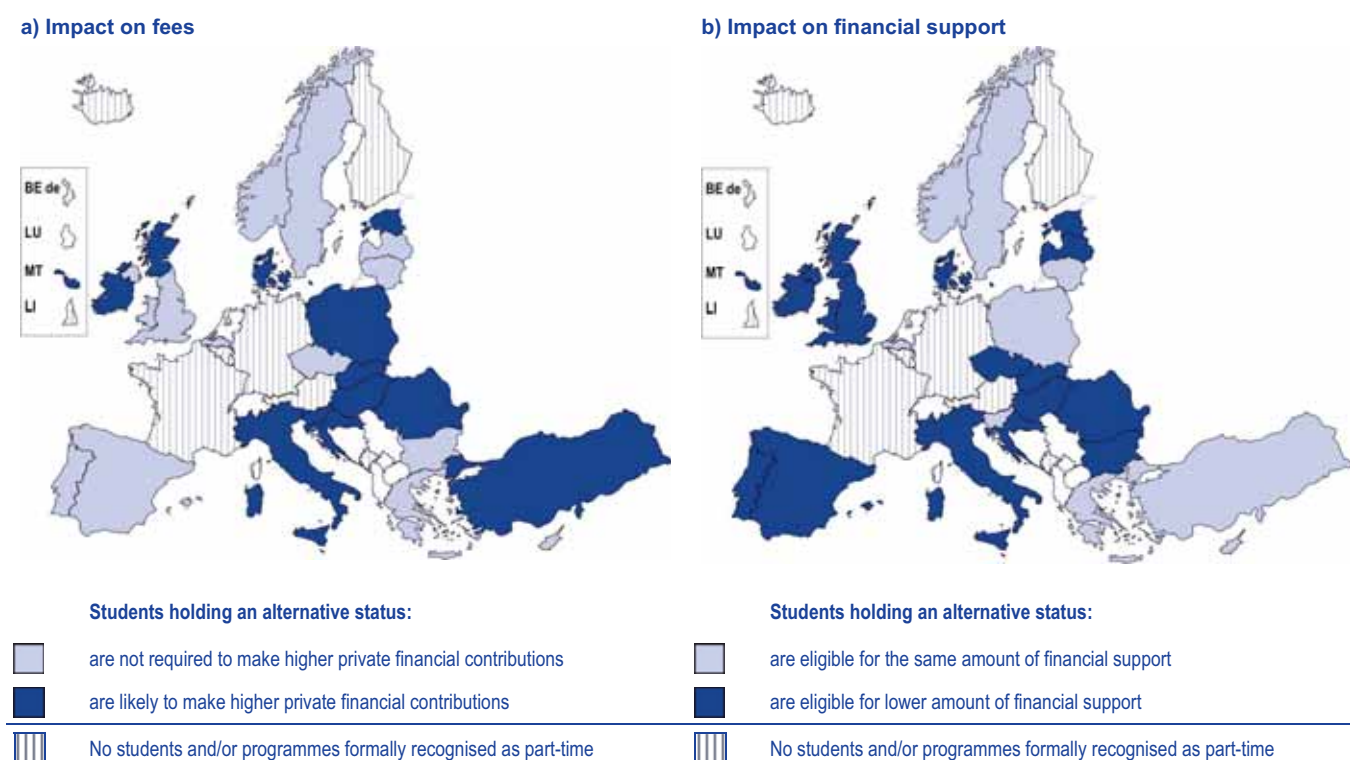 a) Impact on fees
b) Impact on financial support
BE de
LU
MT
LI
BE de
LU
MT
LI
Students holding an alternative status:
are not required to make higher private financial contributions
are likely to make higher private financial contributions
No students and/or programmes formally recognised as part-time
Students holding an alternative status:
are eligible for the same amount of financial support
are eligible for lower amount of financial support
No students and/or programmes formally recognised as part-time